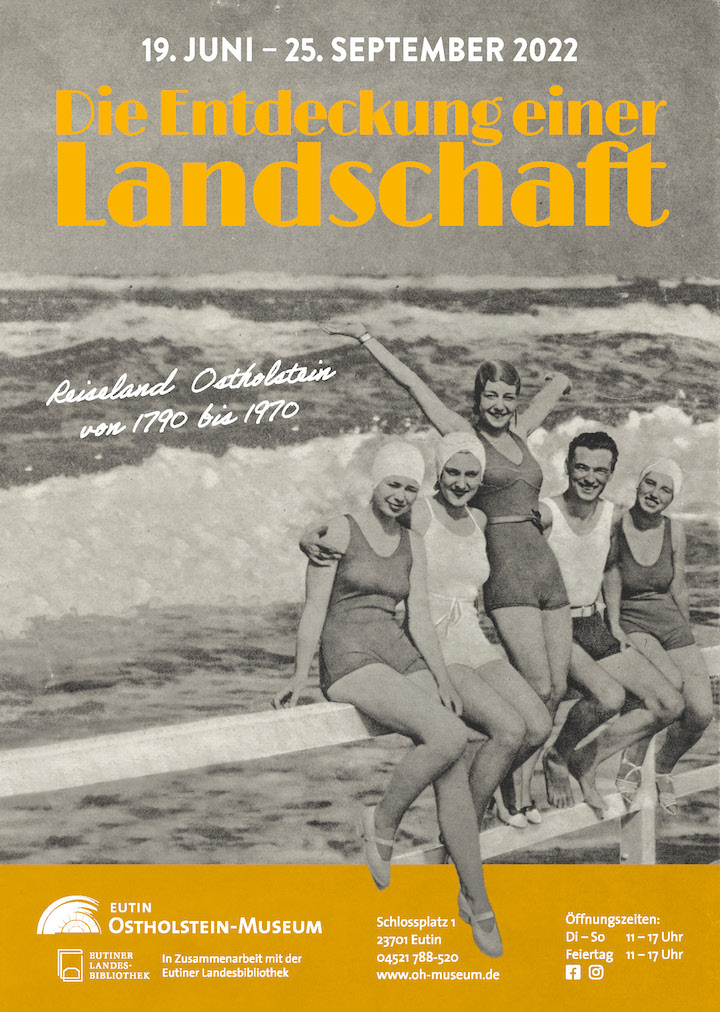 19. JUNI – 25. SEPTEMBER 2022
Die Entdeckung einer
Landschaft
Reiseland Ostholstein
von 1790 bis 1970
EUTIN
OSTHOLSTEIN-MUSEUM
EUTINER
LANDES-
BIBLIOTHEK
In Zusammenarbeit mit der
Eutiner Landesbibliothek
Schlossplatz 1
23701 Eutin
04521 788-520
www.oh-museum.de
Öffnungszeiten:
Di – So 11 – 17 Uhr
Feiertag 11 – 17 Uhr